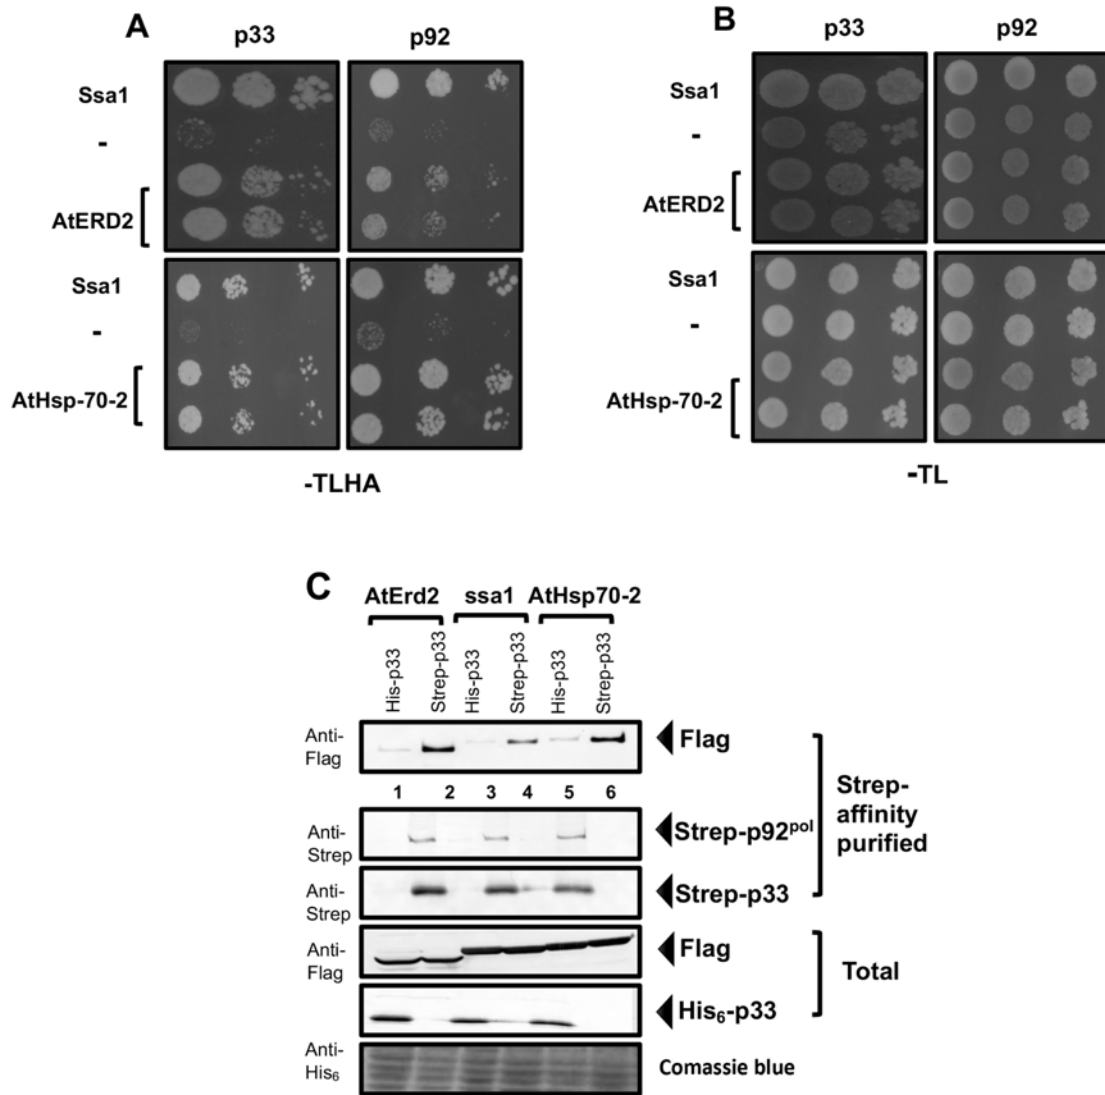 A
p33 p92
Ssa1
-
AtERD2
Ssa1
-
AtHsp-70-2
-TLHA
B
p33 p92
Ssa1
-
AtERD2
Ssa1
-
AtHsp-70-2
-TL
C
AtErd2 ssa1 AtHsp70-2
His-p33 Strep-p33 His-p33 Strep-p33 His-p33 Strep-p33
Anti-
Flag
Flag
1 2 3 4 5 6
Anti-
Strep
Strep-p92pol
Anti-
Strep
Strep-p33
Strep-
affinity
purified
Anti-
Flag
Flag
His6-p33
Total
Anti-
His6
Comassie blue